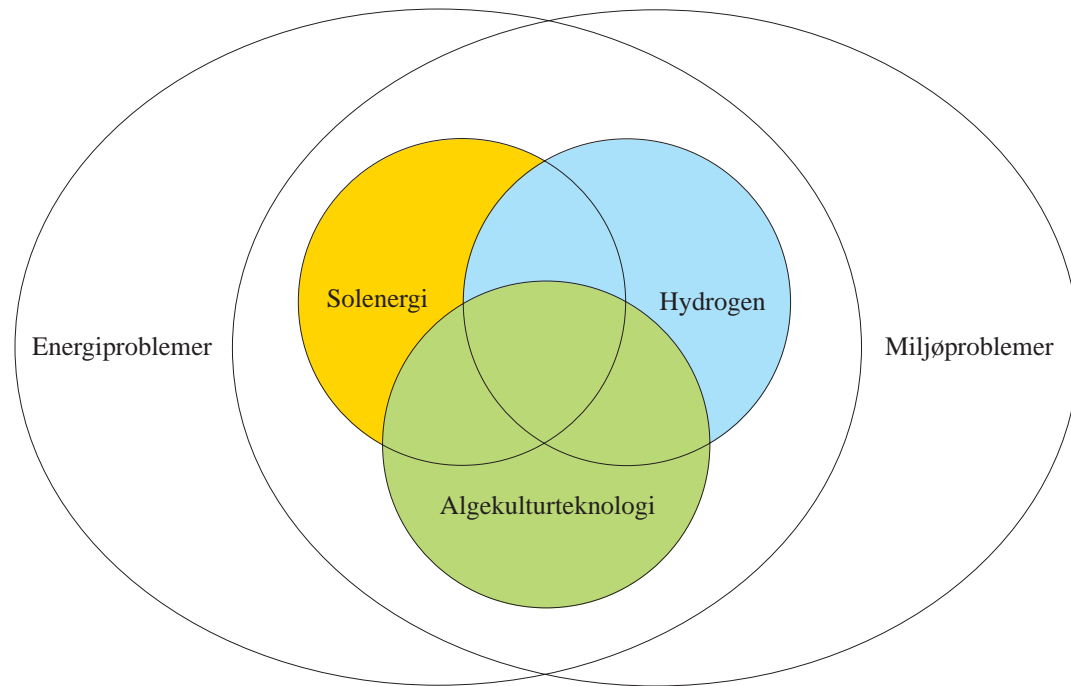 Solenergi
Hydrogen
Energiproblemer
Miljøproblemer
Algekulturteknologi